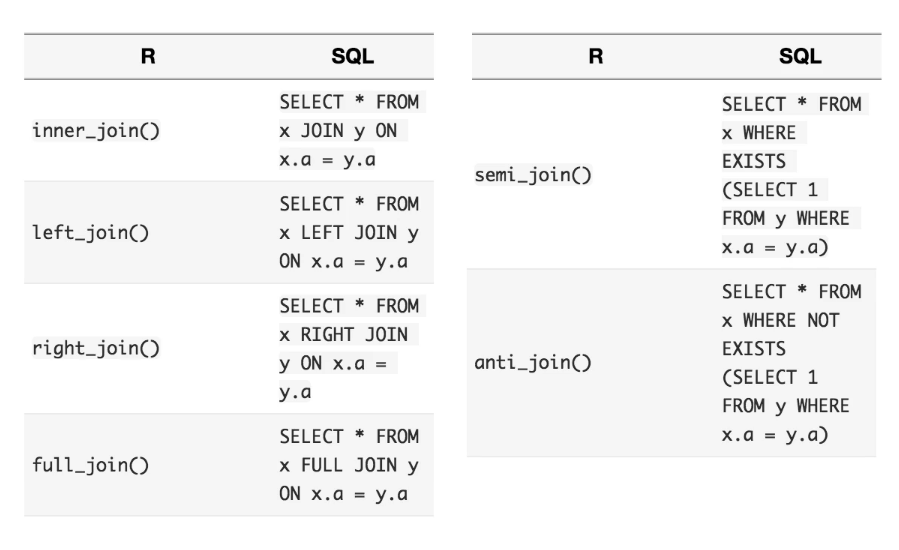 R SQL
inner_join()
SELECT * FROM
x JOIN y ON
x.a = y.a
left_join()
SELECT * FROM
x LEFT JOIN y
ON x.a = y.a
right_join()
SELECT * FROM
x RIGHT JOIN
y ON x.a =
y.a
full_join()
SELECT * FROM
x FULL JOIN y
ON x.a = y.a
R SQL
semi_join()
SELECT * FROM
x WHERE
EXISTS
(SELECT 1
FROM y WHERE
x.a = y.a)
anti_join()
SELECT * FROM
x WHERE NOT
EXISTS
(SELECT 1
FROM y WHERE
x.a = y.a)